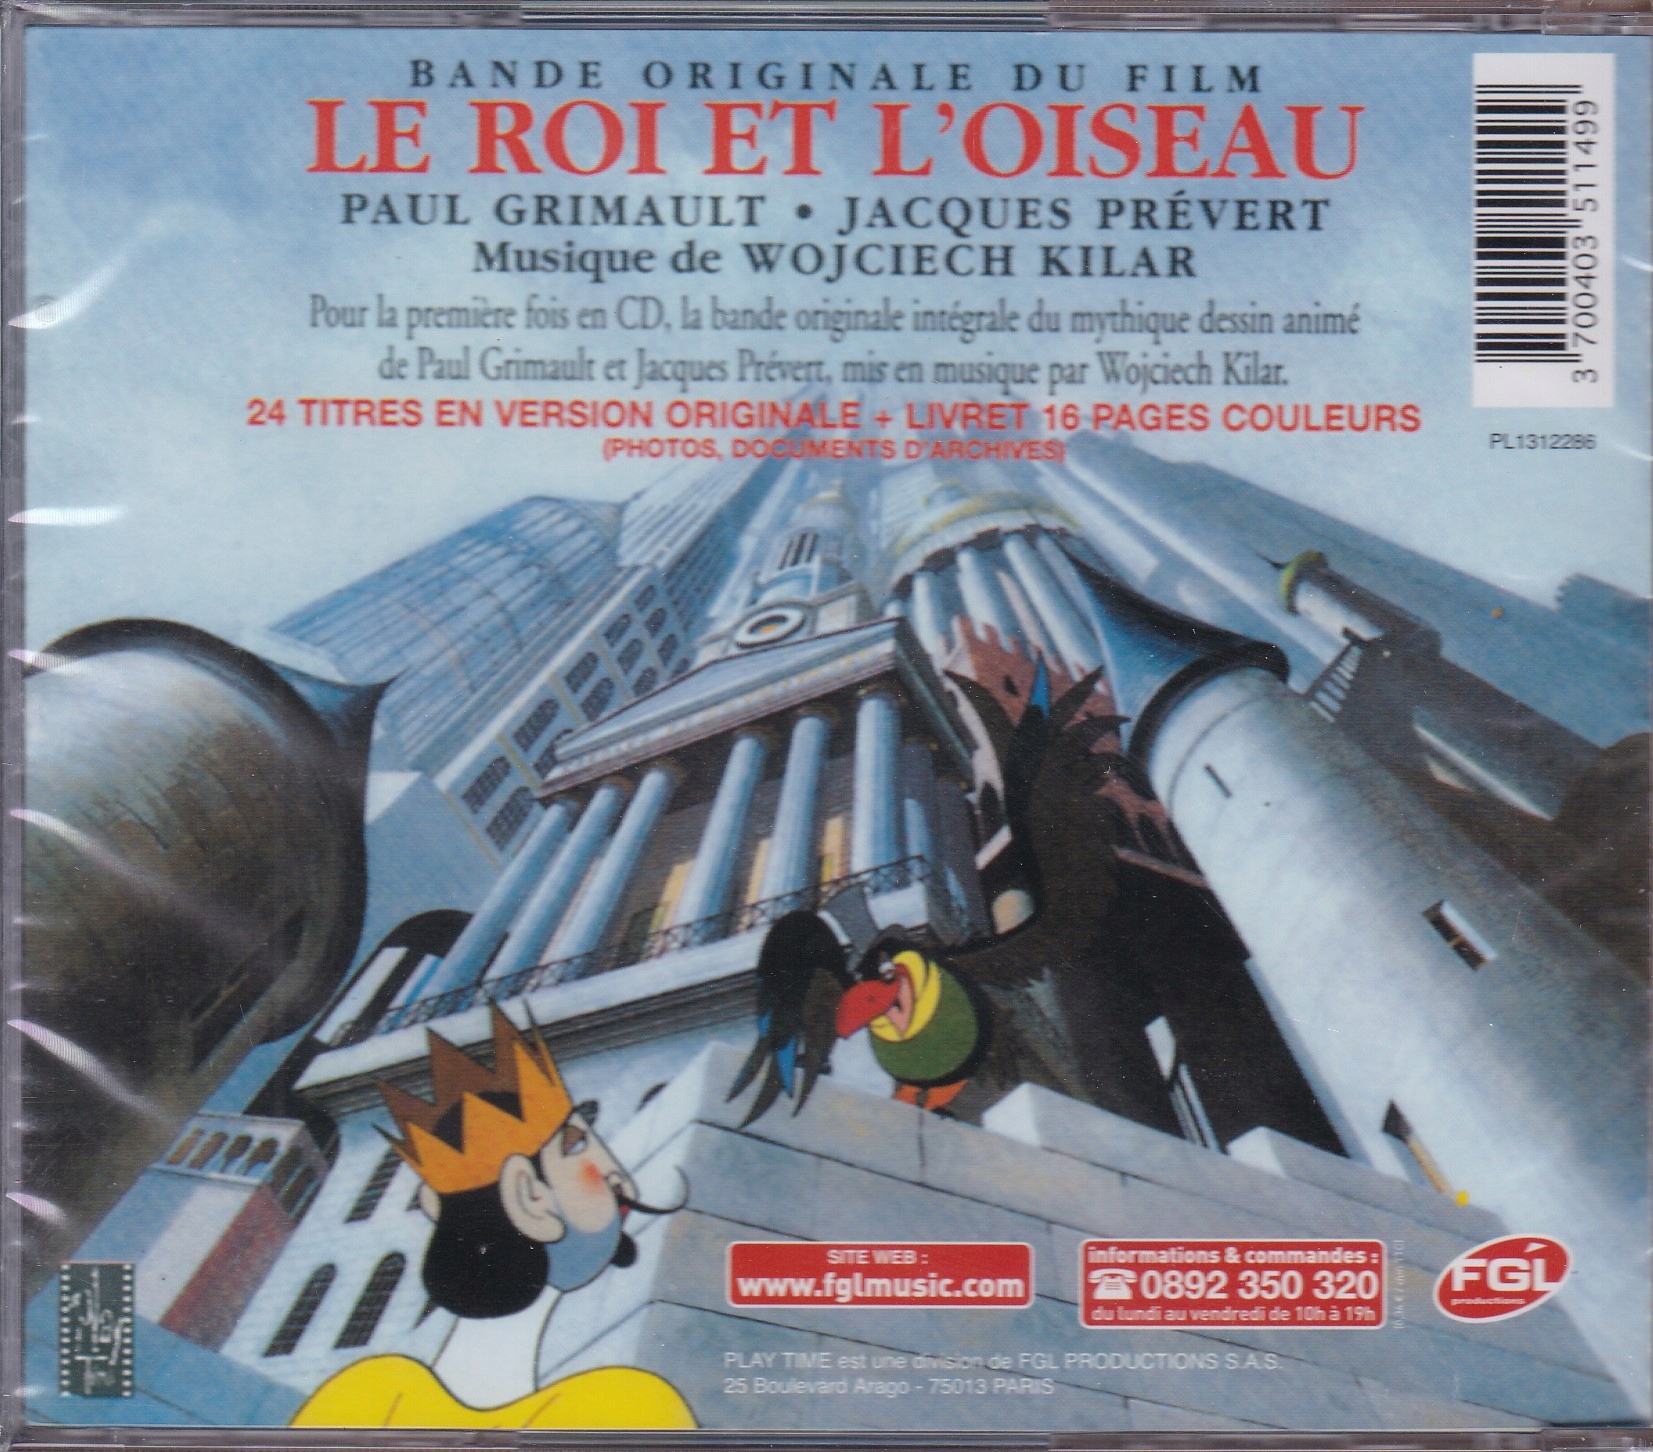 BANDE ORIGINALE DU FILM
LE ROI ET L'OISEAU
PAUL GRIMAULT • JACQUES PRÉVERT
Musique de WOJCIECH KILAR
Pour la première fois en CD, la bande originale intégrale du mythique dessin animé
de Paul Grimault et Jacques Prévert, mis en musique par Wojciech Kilar.
24 TITRES EN VERSION ORIGINALE + LIVRET 16 PAGES COULEURS
(PHOTOS, DOCUMENTS D'ARCHIVES)
3 700403 511499
PL1312286
SITE WEB :
www.fglmusic.com
informations & commandes :
0892 350 320
du lundi au vendredi de 10h à 19h
FGL
productions
PLAY TIME est une division de FGL PRODUCTIONS S.A.S.
25 Boulevard Arago - 75013 PARIS